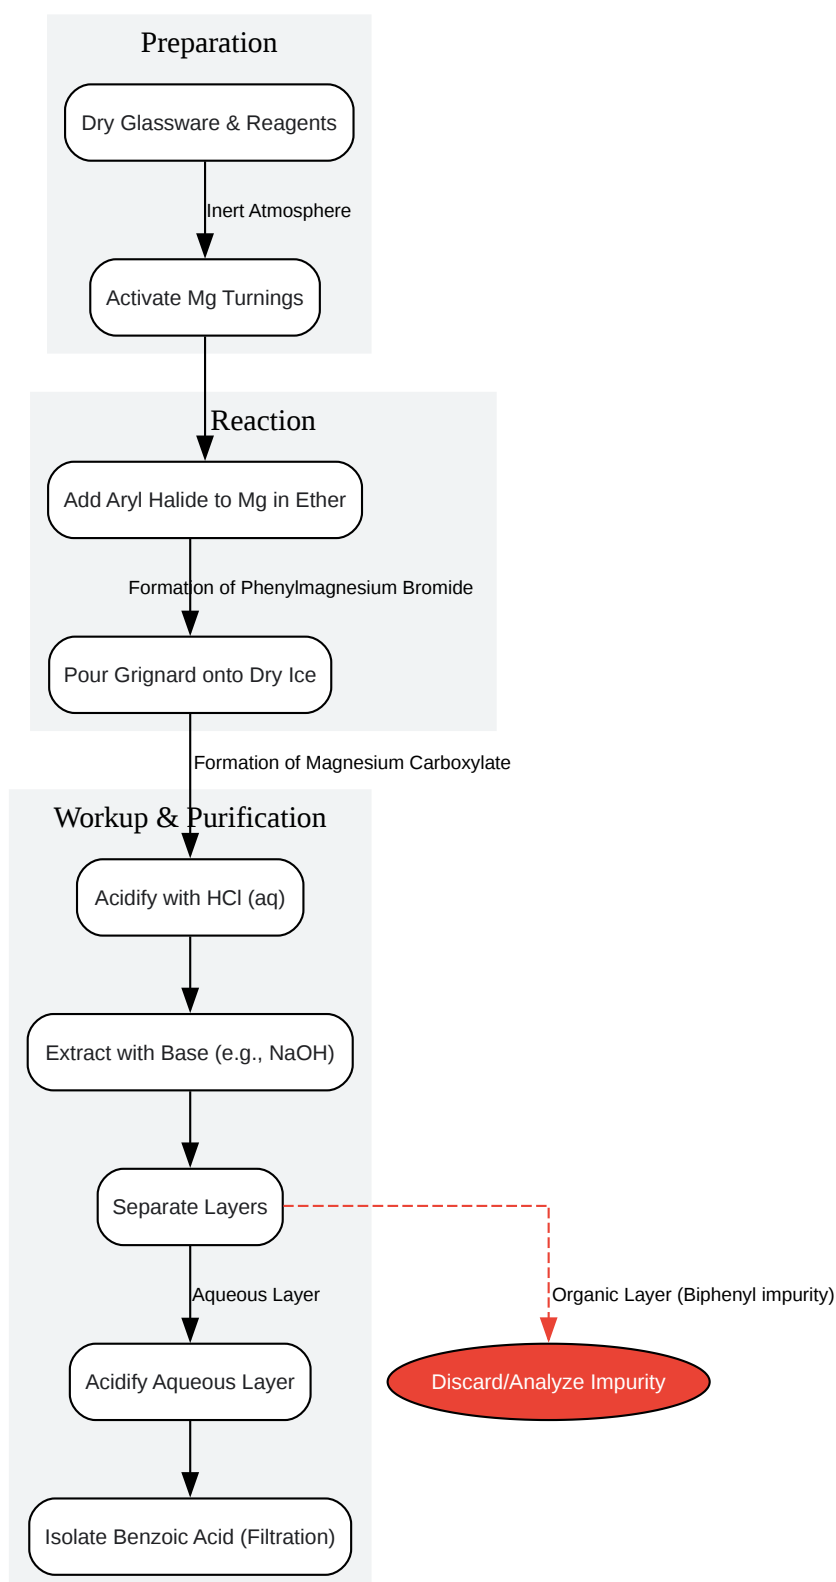 Preparation
Dry Glassware & Reagents
Inert Atmosphere
Activate Mg Turnings
Reaction
Add Aryl Halide to Mg in Ether
Formation of Phenylmagnesium Bromide
Pour Grignard onto Dry Ice
Formation of Magnesium Carboxylate
Workup & Purification
Acidify with HCl (aq)
Extract with Base (e.g., NaOH)
Separate Layers
Aqueous Layer
Organic Layer (Biphenyl impurity)
Acidify Aqueous Layer
Discard/Analyze Impurity
Isolate Benzoic Acid (Filtration)